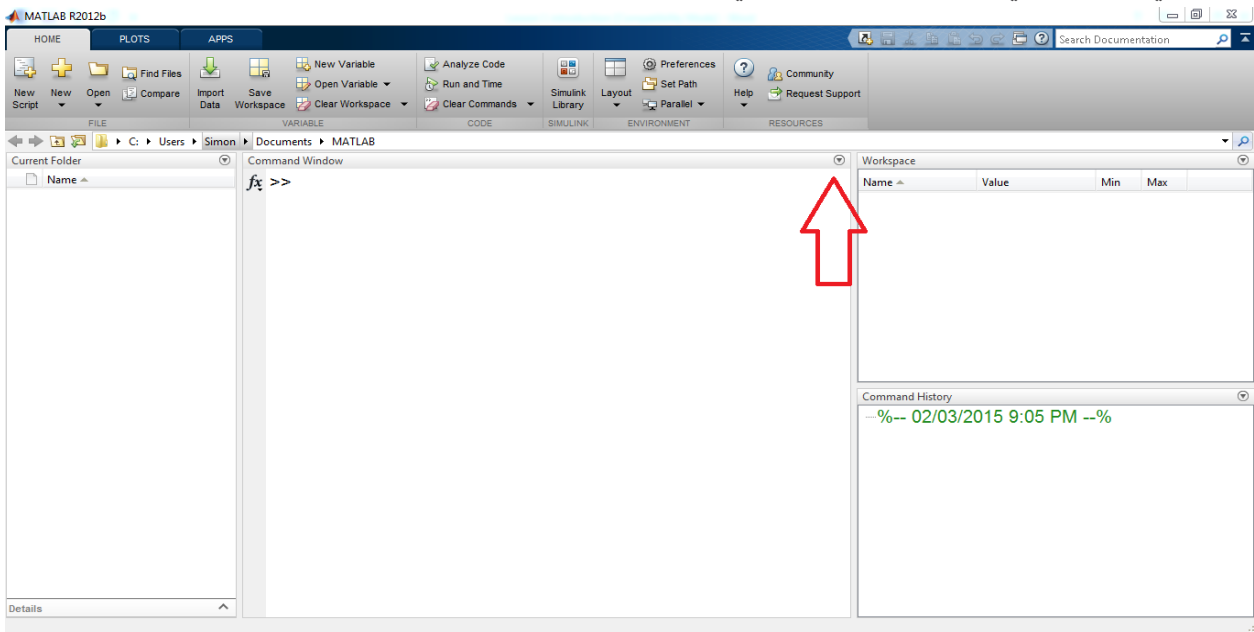 MATLAB R2012b
HOME PLOTS APPS
Search Documentation
New Script
New
Open
Find Files
Compare
FILE
Import Data
Save Workspace
New Variable
Open Variable
Clear Workspace
VARIABLE
Analyze Code
Run and Time
Clear Commands
CODE
Simulink Library
SIMULINK
Layout
Preferences
Set Path
Parallel
ENVIRONMENT
Help
Community
Request Support
RESOURCES
C: Users Simon Documents MATLAB
Current Folder
Name
Details
Command Window
fx >>
Workspace
Name Value Min Max
Command History
%-- 02/03/2015 9:05 PM --%